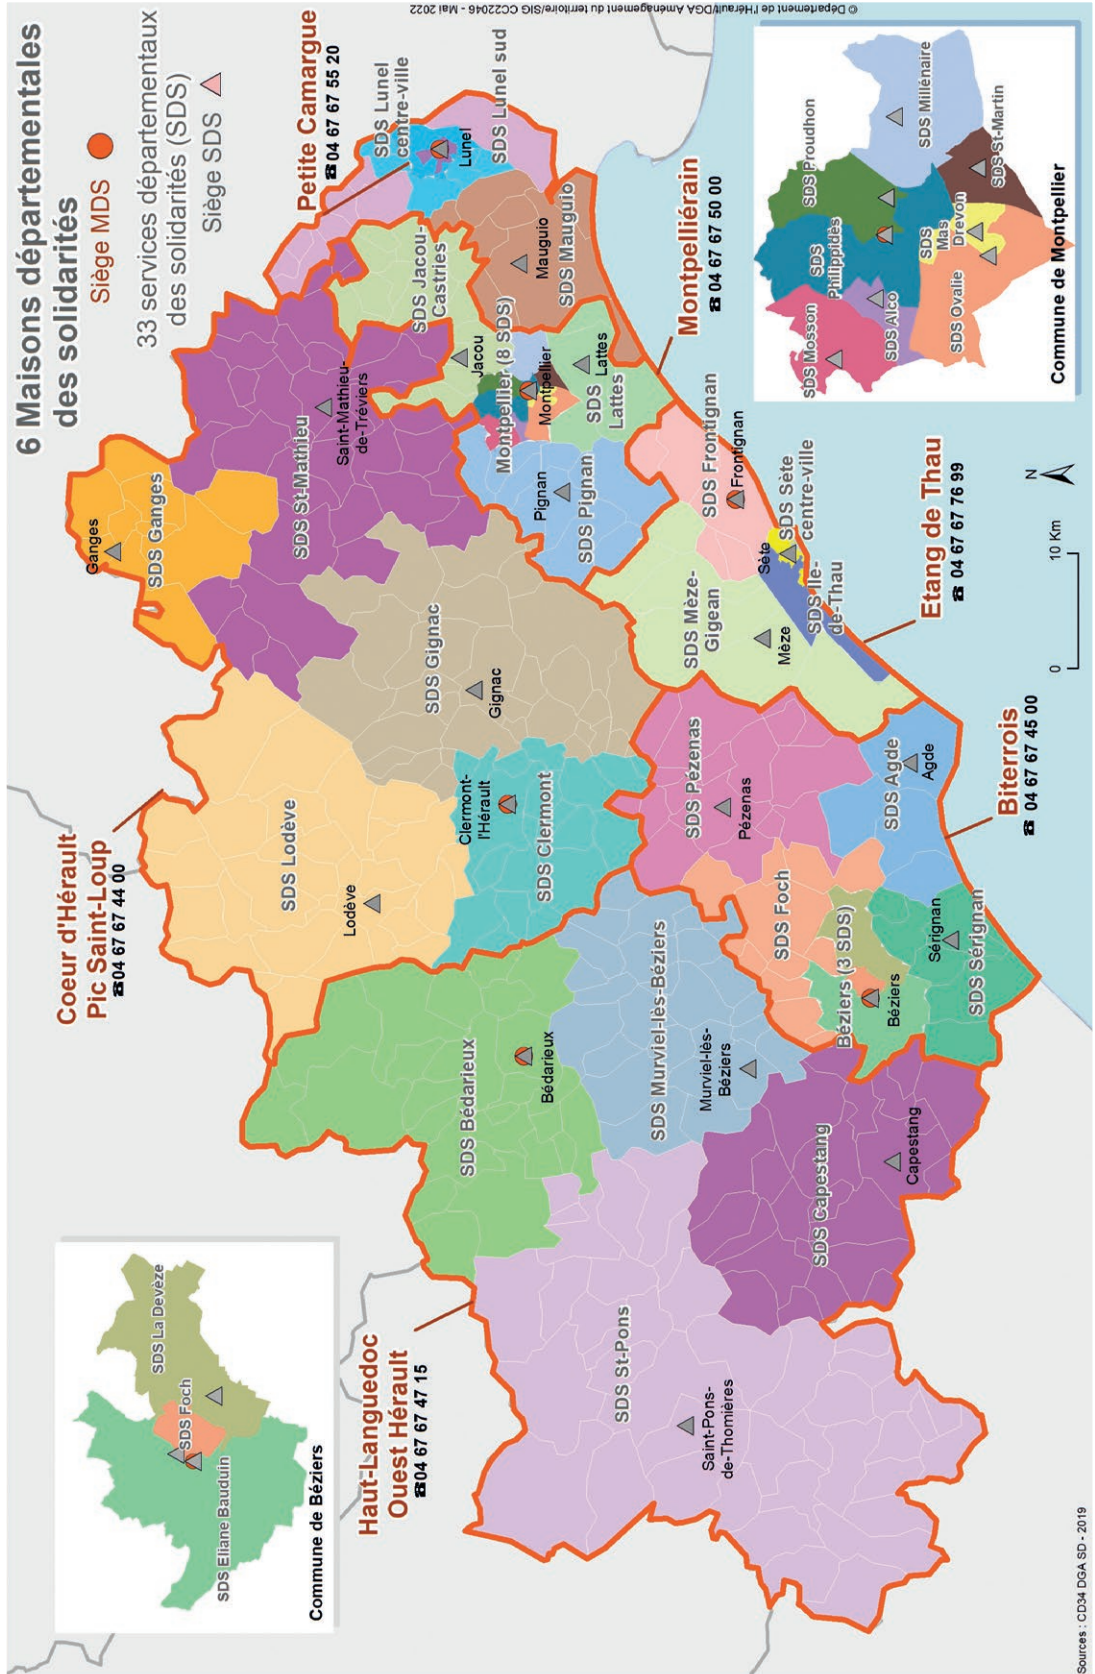 6 Maisons départementales
des solidarités
Siège MDS
33 services départementaux
des solidarités (SDS)
Siège SDS
Petite Camargue
☎04 67 67 55 20
SDS Lunel
centre-ville
Lunel
SDS Lunel sud
Mauguio
SDS Mauguio
SDS Jacou-
Castries
Jacou
Montpellier (8 SDS)
Montpellier
SDS
Lattes
Lattes
Montpelliérain
☎ 04 67 67 50 00
Ganges
SDS Ganges
SDS St-Mathieu
Saint-Mathieu-
de-Tréviers
Pignan
SDS Pignan
SDS Frontignan
Frontignan
SDS Sète
centre-ville
Sète
SDS Ile-
de-Thau
Etang de Thau
☎ 04 67 67 76 99
SDS Gignac
Gignac
SDS Mèze-
Gigean
Mèze
Coeur d'Hérault-
Pic Saint-Loup
☎04 67 67 44 00
SDS Lodève
Lodève
Clermont-
l'Hérault
SDS Clermont
SDS Pézenas
Pézenas
SDS Agde
Agde
Biterrois
☎ 04 67 67 45 00
SDS Foch
Béziers (3 SDS)
Béziers
Sérignan
SDS Sérignan
SDS Bédarieux
Bédarieux
SDS Murviel-lès-Béziers
Murviel-lès-
Béziers
SDS Capestang
Capestang
Haut-Languedoc
Ouest Hérault
☎04 67 67 47 15
SDS St-Pons
Saint-Pons-
de-Thomières
SDS La Devèze
SDS Foch
SDS Eliane Bauduin
Commune de Béziers
SDS Mosson
SDS Alco
SDS
Philippidès
SDS Proudhon
SDS Millénaire
SDS St-Martin
SDS
Mas
Drevon
SDS Ovalie
Commune de Montpellier
N
0 10 Km
Sources : CD34 DGA SD - 2019
© Département de l'Hérault/DGA Aménagement du territoire/SIG CC22046 - Mai 2022